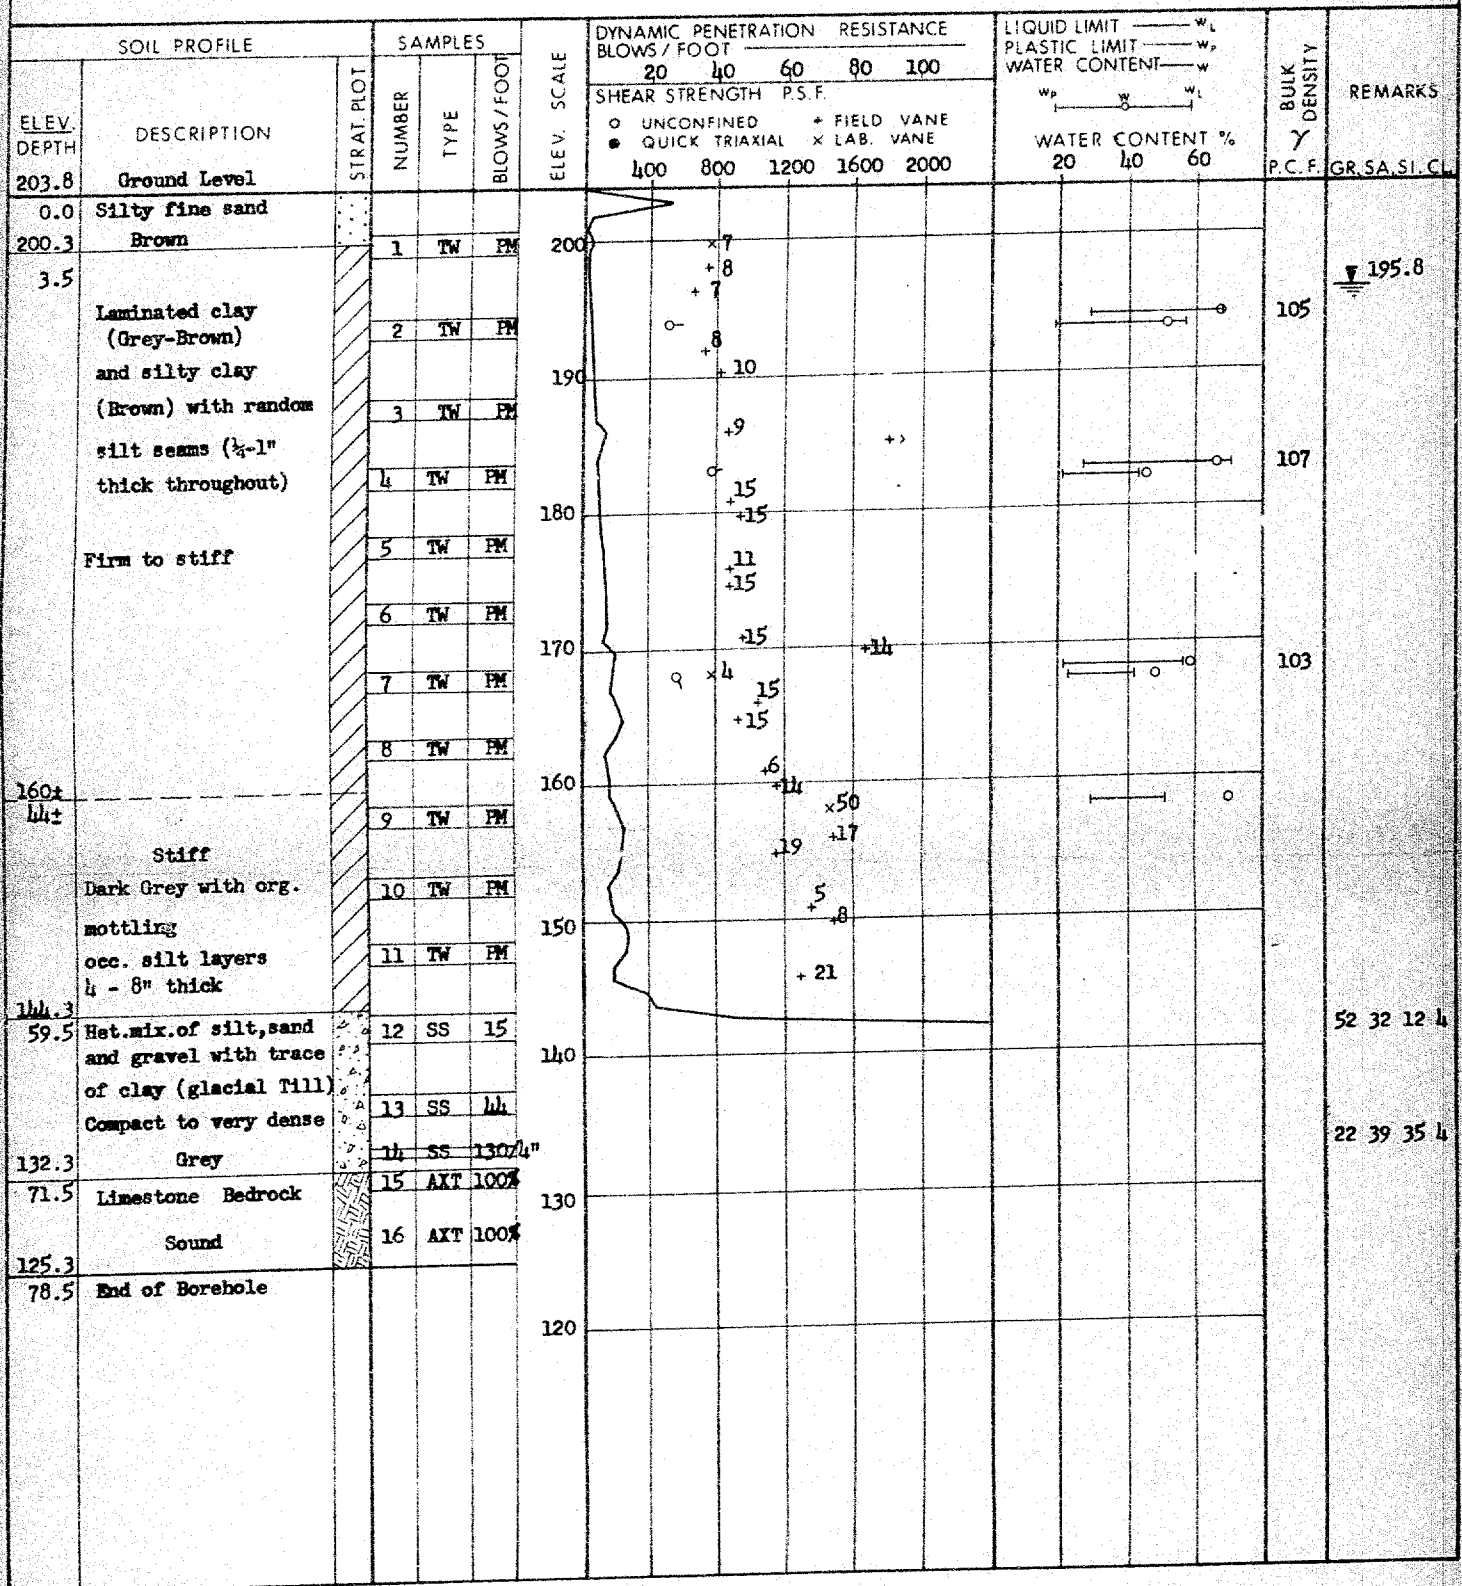 SOIL PROFILE
SAMPLES
ELEV. SCALE
DYNAMIC PENETRATION RESISTANCE
BLOWS / FOOT
20 40 60 80 100
SHEAR STRENGTH P.S.F.
○ UNCONFINED + FIELD VANE
● QUICK TRIAXIAL × LAB. VANE
400 800 1200 1600 2000
LIQUID LIMIT WL
PLASTIC LIMIT WP
WATER CONTENT W
WP W WL
WATER CONTENT %
20 40 60
BULK DENSITY
γ
P.C.F.
REMARKS
GR. SA. SI. CL.
ELEV.
DEPTH
DESCRIPTION
STRAT. PLOT
NUMBER
TYPE
BLOWS / FOOT
203.8 Ground Level
0.0 Silty fine sand
200.3 Brown
3.5
Laminated clay
(Grey-Brown)
and silty clay
(Brown) with random
silt seams (¼-1"
thick throughout)
Firm to stiff
160±
44±
Stiff
Dark Grey with org.
mottling
occ. silt layers
4 - 8" thick
144.3
59.5 Het.mix.of silt,sand
and gravel with trace
of clay (glacial Till)
Compact to very dense
132.3 Grey
71.5 Limestone Bedrock
Sound
125.3
78.5 End of Borehole
1 TW PM
2 TW PM
3 TW PM
4 TW PM
5 TW PM
6 TW PM
7 TW PM
8 TW PM
9 TW PM
10 TW PM
11 TW PM
12 SS 15
13 SS 44
14 SS 130/4"
15 AXT 100%
16 AXT 100%
200
190
180
170
160
150
140
130
120
×7
+8
+7
8
+10
+9
15
+15
11
+15
+15
+14
×4
15
+15
6
+14
×50
+17
+19
5
+8
+21
105
107
103
195.8
52 32 12 4
22 39 35 4